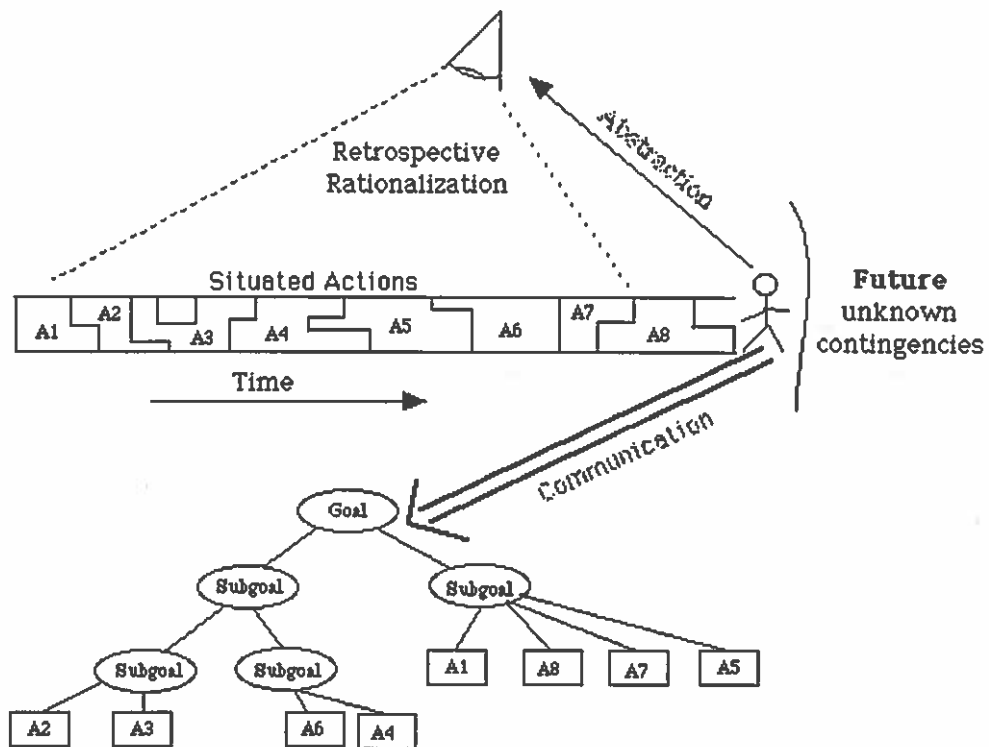 Abstraction
Retrospective
Rationalization
Situated Actions
A1
A2
A3
A4
A5
A6
A7
A8
Future
unknown
contingencies
Time
Communication
Goal
Subgoal
Subgoal
Subgoal
Subgoal
A1
A8
A7
A5
A2
A3
A6
A4